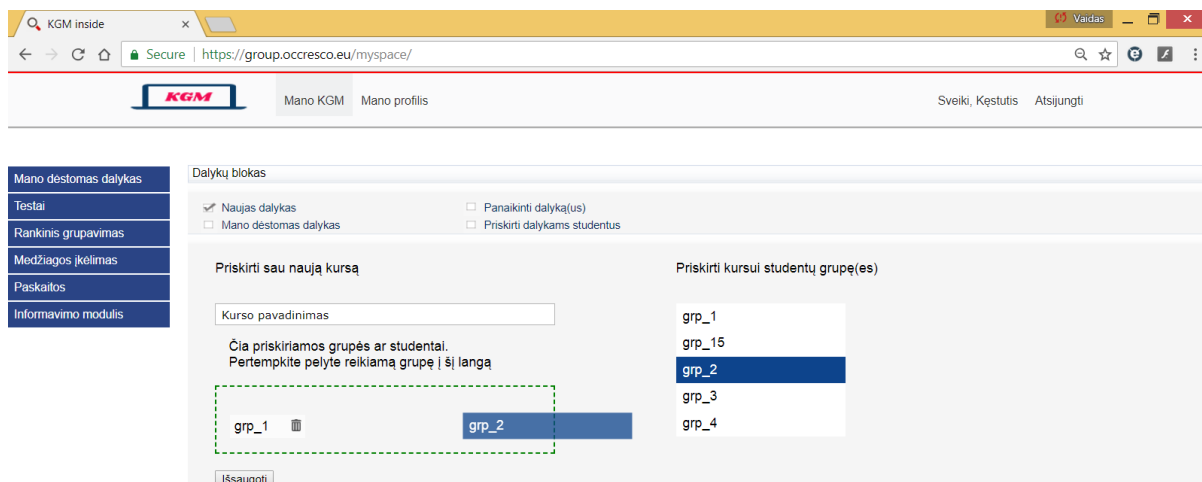 KGM inside
Vaidas
Secure | https://group.occresco.eu/myspace/
KGM
Mano KGM
Mano profilis
Sveiki, Kęstutis
Atsijungti
Mano dėstomas dalykas
Testai
Rankinis grupavimas
Medžiagos įkėlimas
Paskaitos
Informavimo modulis
Dalykų blokas
Naujas dalykas
Panaikinti dalyką(us)
Mano dėstomas dalykas
Priskirti dalykams studentus
Priskirti sau naują kursą
Kurso pavadinimas
Čia priskiriamos grupės ar studentai.
Pertempkite pelyte reikiamą grupę į šį langą
grp_1
grp_2
Išsaugoti
Priskirti kursui studentų grupę(es)
grp_1
grp_15
grp_2
grp_3
grp_4